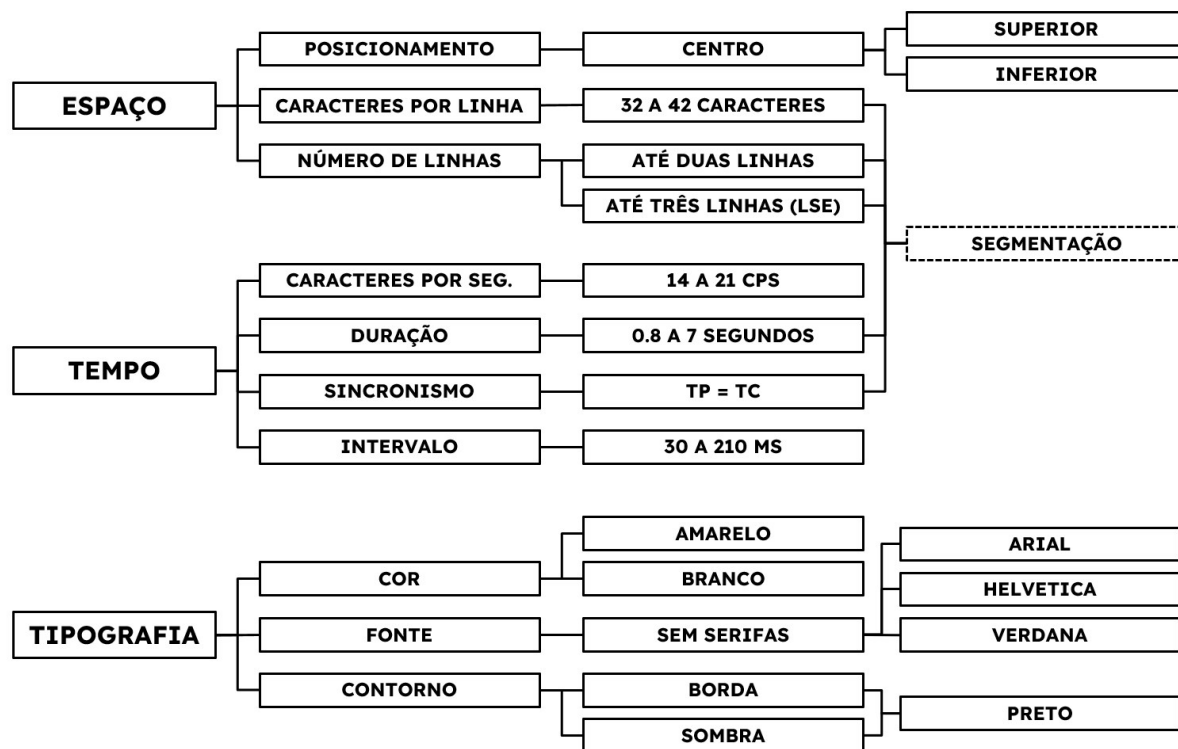 ESPAÇO
POSICIONAMENTO
CENTRO
SUPERIOR
INFERIOR
CARACTERES POR LINHA
32 A 42 CARACTERES
NÚMERO DE LINHAS
ATÉ DUAS LINHAS
ATÉ TRÊS LINHAS (LSE)
SEGMENTAÇÃO
TEMPO
CARACTERES POR SEG.
14 A 21 CPS
DURAÇÃO
0.8 A 7 SEGUNDOS
SINCRONISMO
TP = TC
INTERVALO
30 A 210 MS
TIPOGRAFIA
COR
AMARELO
BRANCO
FONTE
SEM SERIFAS
ARIAL
HELVETICA
VERDANA
CONTORNO
BORDA
SOMBRA
PRETO